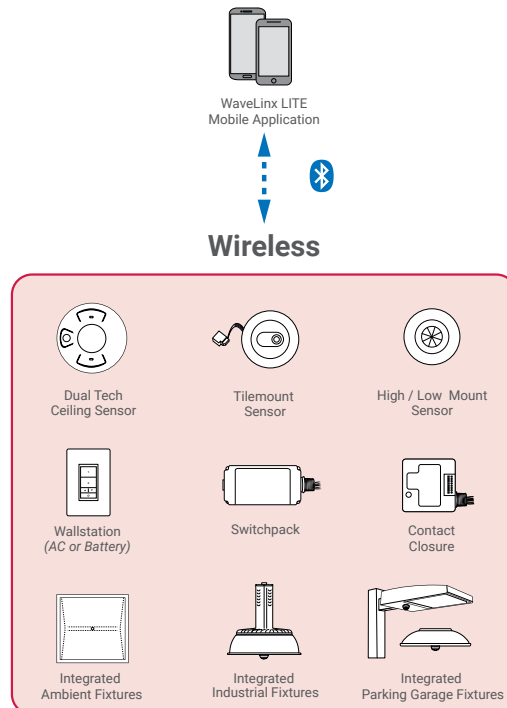 WaveLinx LITE
Mobile Application
Wireless
Dual Tech
Ceiling Sensor
Tilemount
Sensor
High / Low Mount
Sensor
Wallstation
(AC or Battery)
Switchpack
Contact
Closure
Integrated
Ambient Fixtures
Integrated
Industrial Fixtures
Integrated
Parking Garage Fixtures